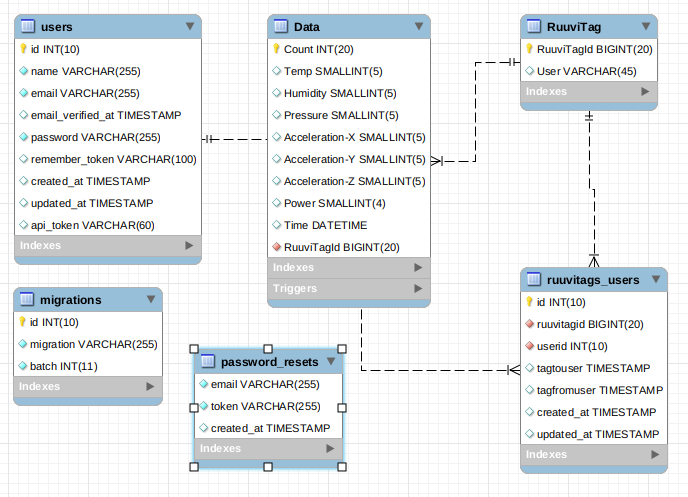 users
id INT(10)
name VARCHAR(255)
email VARCHAR(255)
email_verified_at TIMESTAMP
password VARCHAR(255)
remember_token VARCHAR(100)
created_at TIMESTAMP
updated_at TIMESTAMP
api_token VARCHAR(60)
Indexes
Data
Count INT(20)
Temp SMALLINT(5)
Humidity SMALLINT(5)
Pressure SMALLINT(5)
Acceleration-X SMALLINT(5)
Acceleration-Y SMALLINT(5)
Acceleration-Z SMALLINT(5)
Power SMALLINT(4)
Time DATETIME
RuuviTagId BIGINT(20)
Indexes
Triggers
RuuviTag
RuuviTagId BIGINT(20)
User VARCHAR(45)
Indexes
migrations
id INT(10)
migration VARCHAR(255)
batch INT(11)
Indexes
password_resets
email VARCHAR(255)
token VARCHAR(255)
created_at TIMESTAMP
Indexes
ruuvitags_users
id INT(10)
ruuvitagid BIGINT(20)
userid INT(10)
tagtouser TIMESTAMP
tagfromuser TIMESTAMP
created_at TIMESTAMP
updated_at TIMESTAMP
Indexes